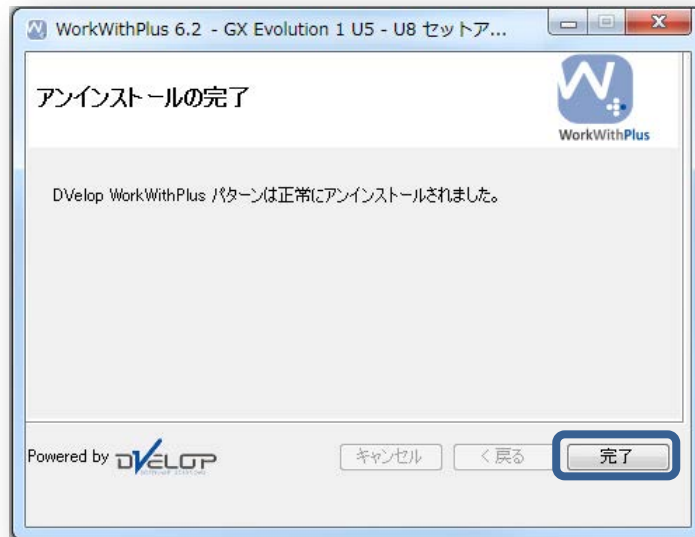 WorkWithPlus 6.2 - GX Evolution 1 U5 - U8 セットア...
アンインストールの完了
WorkWithPlus
DVelop WorkWithPlus パターンは正常にアンインストールされました。
Powered by DVELOP
キャンセル
< 戻る
完了